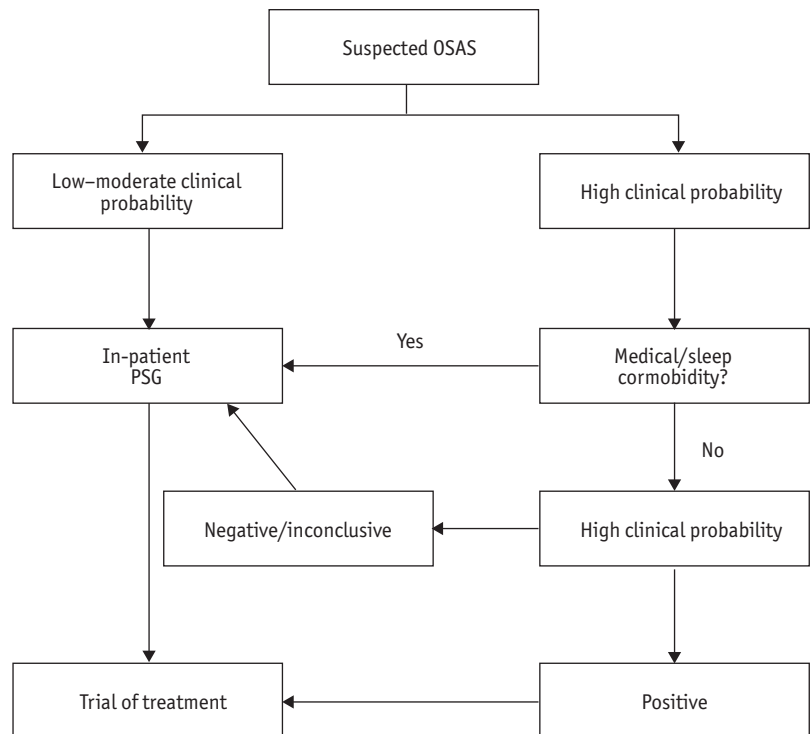 Suspected OSAS
Low–moderate clinical
probability
High clinical probability
In-patient
PSG
Yes
Medical/sleep
cormobidity?
No
Negative/inconclusive
High clinical probability
Trial of treatment
Positive